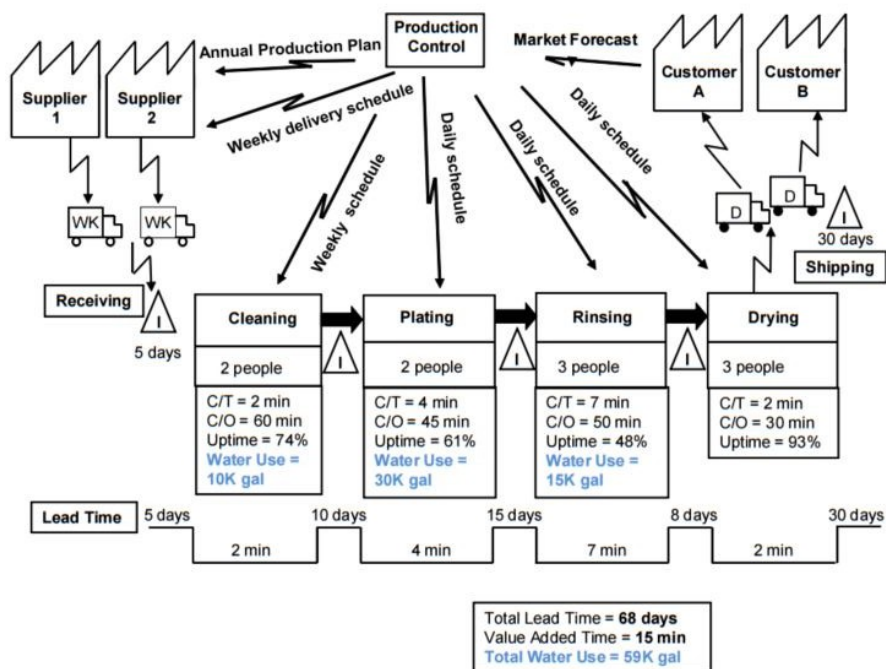 Production
Control
Annual Production Plan
Market Forecast
Supplier
1
Supplier
2
Customer
A
Customer
B
Weekly delivery schedule
Weekly schedule
Daily
schedule
Daily
schedule
Daily
schedule
WK
WK
D
D
I
30 days
Shipping
Receiving
I
5 days
Cleaning
2 people
C/T = 2 min
C/O = 60 min
Uptime = 74%
Water Use =
10K gal
I
Plating
2 people
C/T = 4 min
C/O = 45 min
Uptime = 61%
Water Use =
30K gal
I
Rinsing
3 people
C/T = 7 min
C/O = 50 min
Uptime = 48%
Water Use =
15K gal
I
Drying
3 people
C/T = 2 min
C/O = 30 min
Uptime = 93%
Lead Time
5 days
10 days
15 days
8 days
30 days
2 min
4 min
7 min
2 min
Total Lead Time = 68 days
Value Added Time = 15 min
Total Water Use = 59K gal